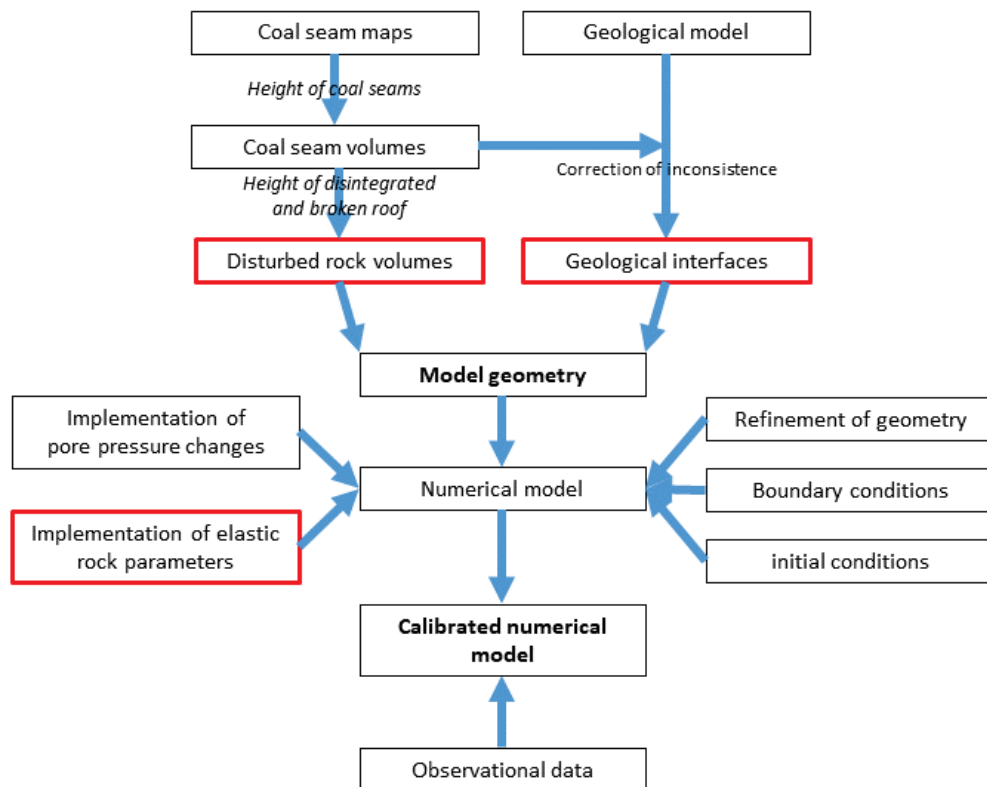 Coal seam maps
Geological model
Height of coal seams
Coal seam volumes
Correction of inconsistence
Height of disintegrated
and broken roof
Disturbed rock volumes
Geological interfaces
Model geometry
Implementation of
pore pressure changes
Refinement of geometry
Numerical model
Boundary conditions
Implementation of elastic
rock parameters
initial conditions
Calibrated numerical
model
Observational data